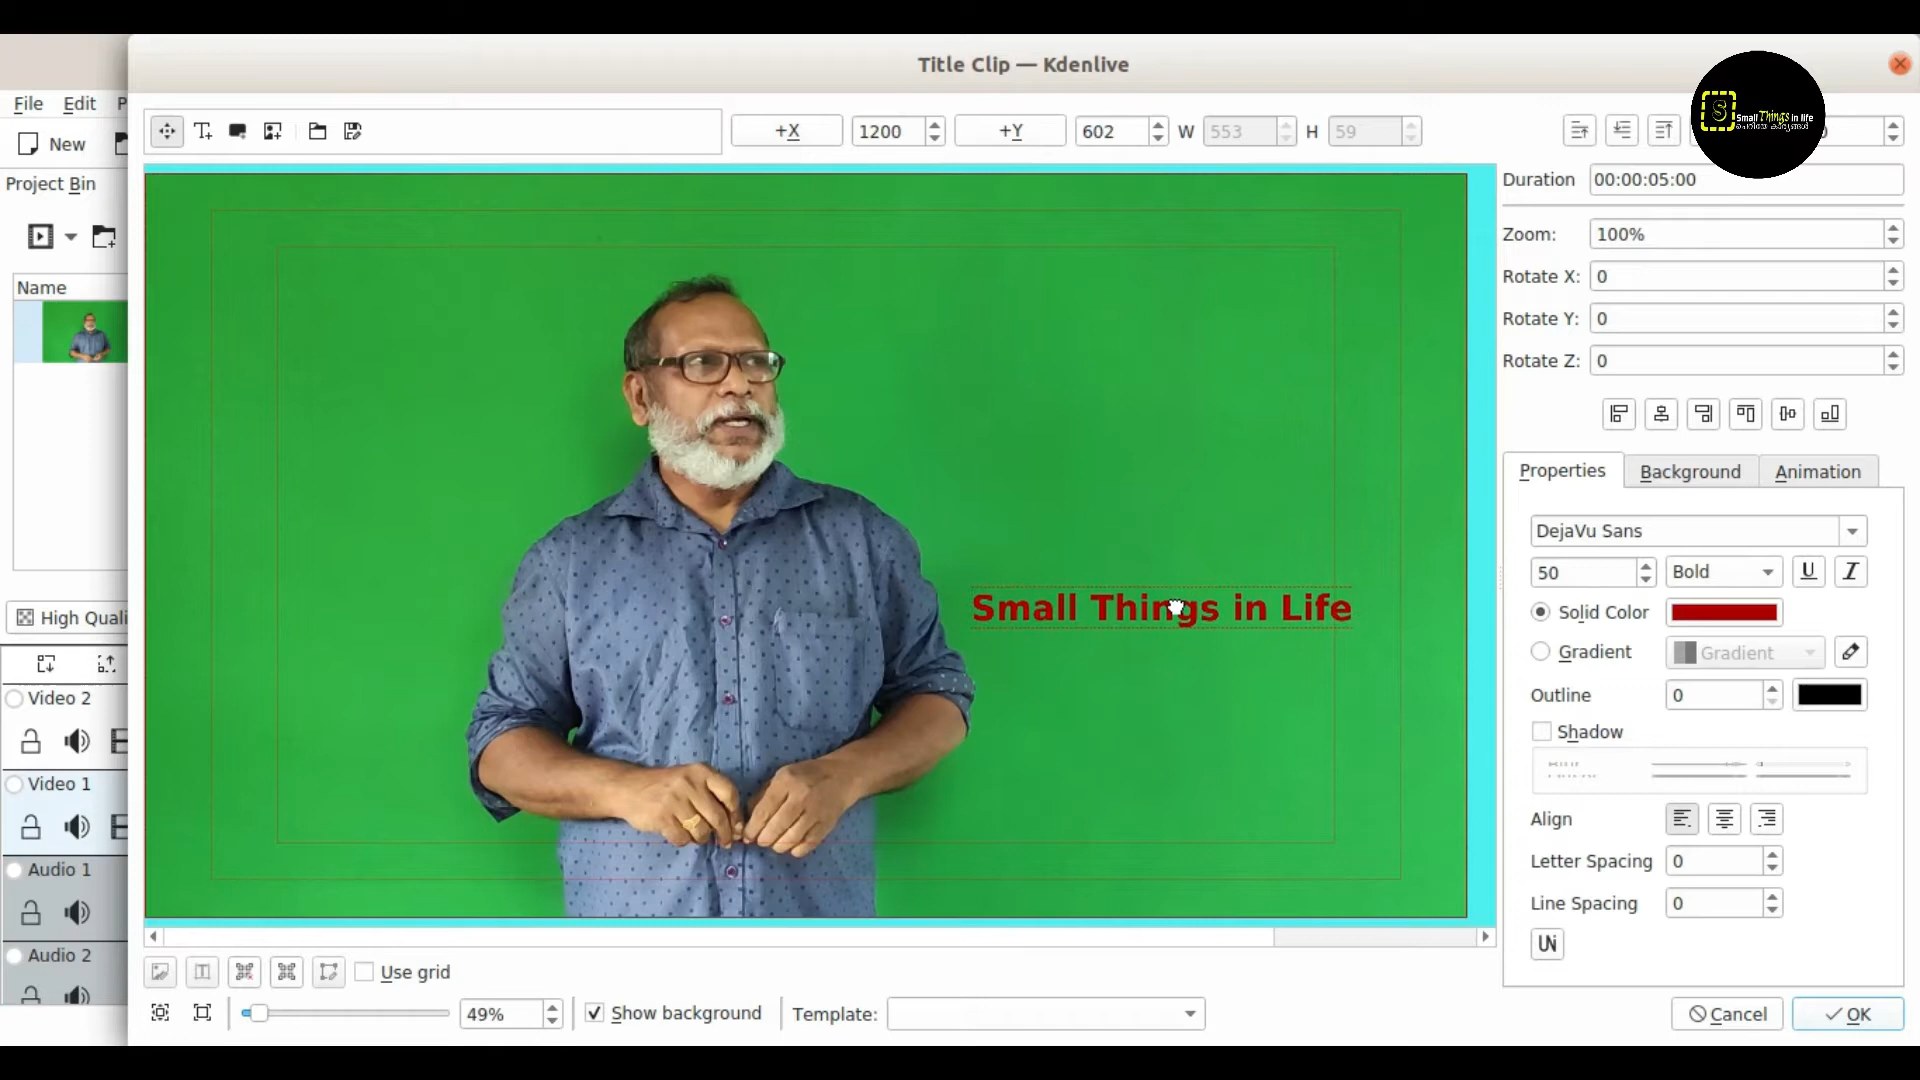 Title Clip — Kdenlive
File Edit P
New
+X 1200 +Y 602 W 553 H 59
S
Small Things in life
Project Bin
Duration 00:00:05:00
Zoom: 100%
Name
Rotate X: 0
Rotate Y: 0
Rotate Z: 0
Properties Background Animation
DejaVu Sans
50 Bold U I
Small Things in Life
Solid Color
High Quali
Gradient Gradient
Video 2
Outline 0
Shadow
Video 1
Align
Audio 1
Letter Spacing 0
Line Spacing 0
Audio 2
Use grid
49% Show background Template:
Cancel OK